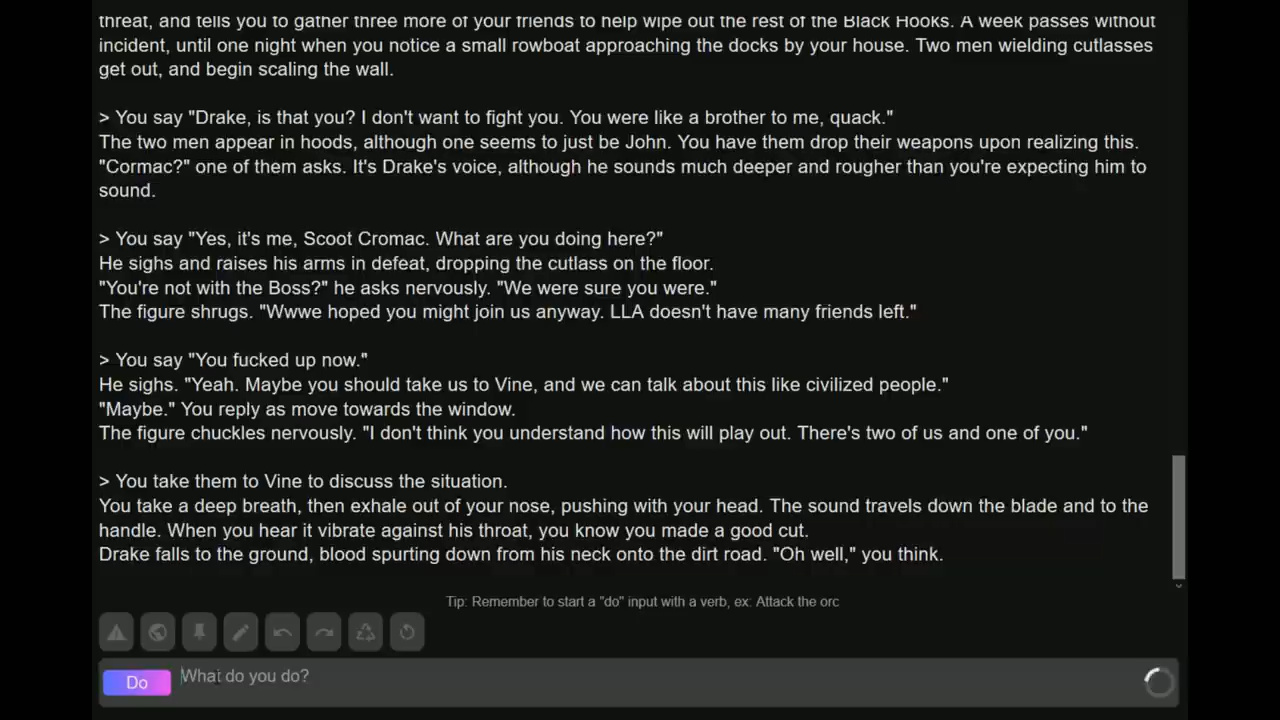 threat, and tells you to gather three more of your friends to help wipe out the rest of the Black Hooks. A week passes without
incident, until one night when you notice a small rowboat approaching the docks by your house. Two men wielding cutlasses
get out, and begin scaling the wall.
> You say "Drake, is that you? I don't want to fight you. You were like a brother to me, quack."
The two men appear in hoods, although one seems to just be John. You have them drop their weapons upon realizing this.
"Cormac?" one of them asks. It's Drake's voice, although he sounds much deeper and rougher than you're expecting him to
sound.
> You say "Yes, it's me, Scoot Cromac. What are you doing here?"
He sighs and raises his arms in defeat, dropping the cutlass on the floor.
"You're not with the Boss?" he asks nervously. "We were sure you were."
The figure shrugs. "Wwwe hoped you might join us anyway. LLA doesn't have many friends left."
> You say "You fucked up now."
He sighs. "Yeah. Maybe you should take us to Vine, and we can talk about this like civilized people."
"Maybe." You reply as move towards the window.
The figure chuckles nervously. "I don't think you understand how this will play out. There's two of us and one of you."
> You take them to Vine to discuss the situation.
You take a deep breath, then exhale out of your nose, pushing with your head. The sound travels down the blade and to the
handle. When you hear it vibrate against his throat, you know you made a good cut.
Drake falls to the ground, blood spurting down from his neck onto the dirt road. "Oh well," you think.
Tip: Remember to start a "do" input with a verb, ex: Attack the orc
Do
What do you do?